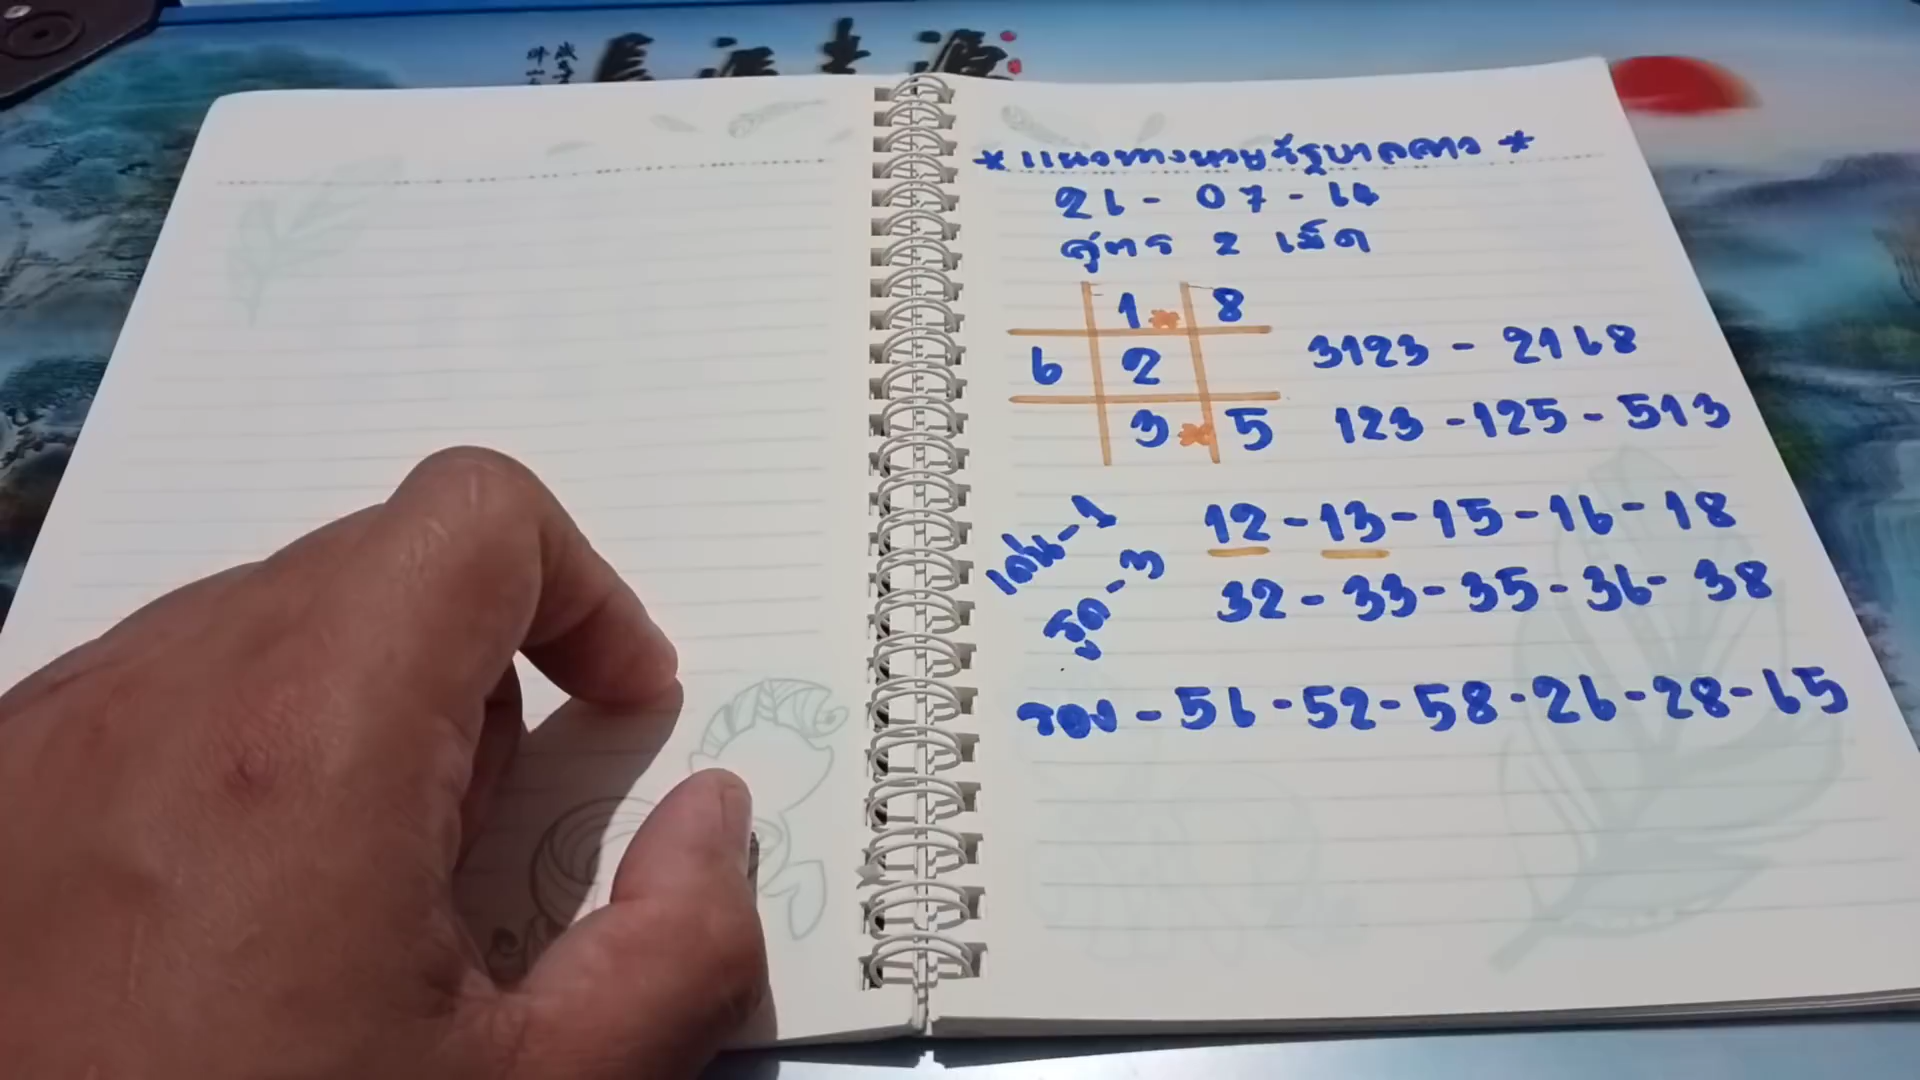 * แนวทางหวยรัฐบาลลาว *
21 - 07 - 64
สูตร 2 เม็ด
1 8
6 2
3 5
3123 - 2168
123 - 125 - 513
เด่น - 1
12 - 13 - 15 - 16 - 18
รูด - 3
32 - 33 - 35 - 36 - 38
รอง - 56 - 52 - 58 - 26 - 28 - 65